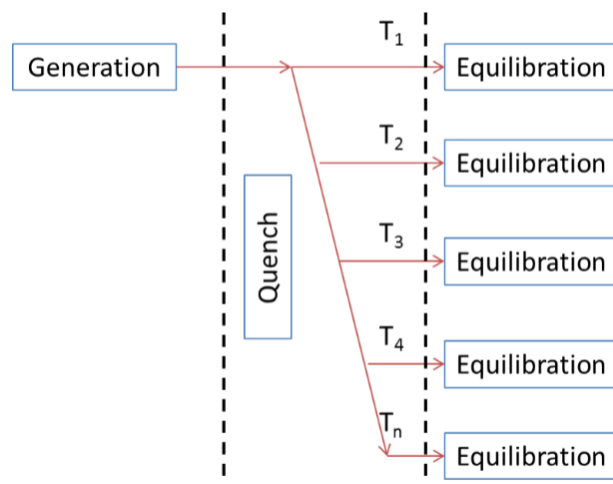 Generation
T₁
Equilibration
T₂
Equilibration
Quench
T₃
Equilibration
T₄
Equilibration
Tₙ
Equilibration